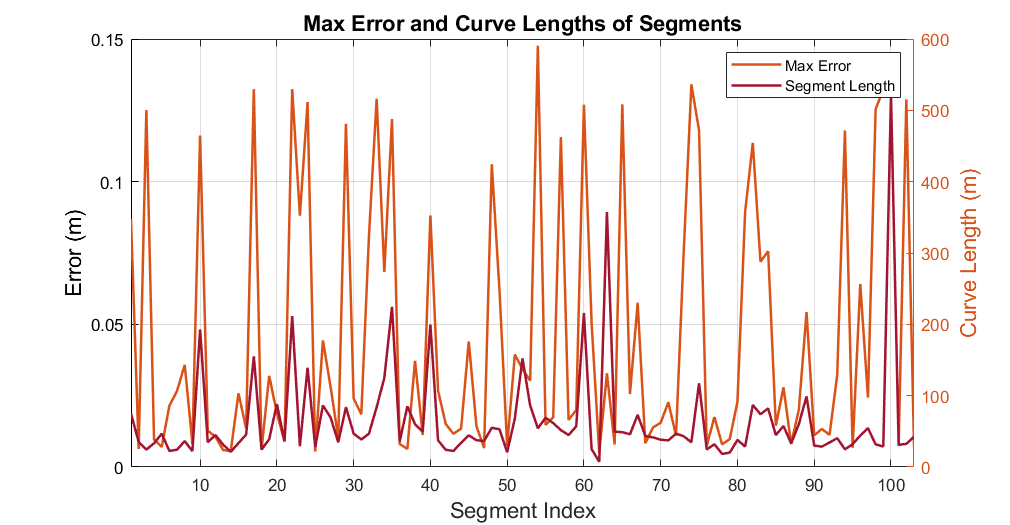 Max Error and Curve Lengths of Segments
Max Error
Segment Length
Error (m)
0.15
0.1
0.05
0
600
500
400
300
200
100
0
Curve Length (m)
10 20 30 40 50 60 70 80 90 100
Segment Index